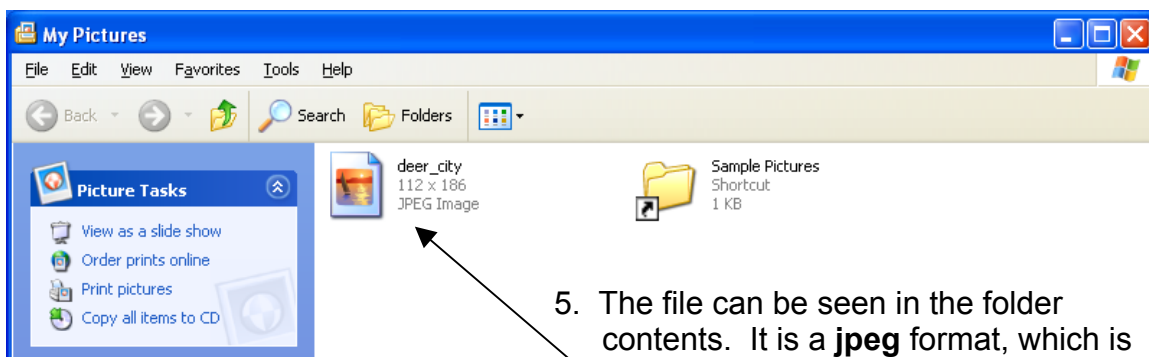 My Pictures
File Edit View Favorites Tools Help
Back Search Folders
Picture Tasks
View as a slide show
Order prints online
Print pictures
Copy all items to CD
deer_city
112 x 186
JPEG Image
Sample Pictures
Shortcut
1 KB
5. The file can be seen in the folder
contents. It is a jpeg format, which is